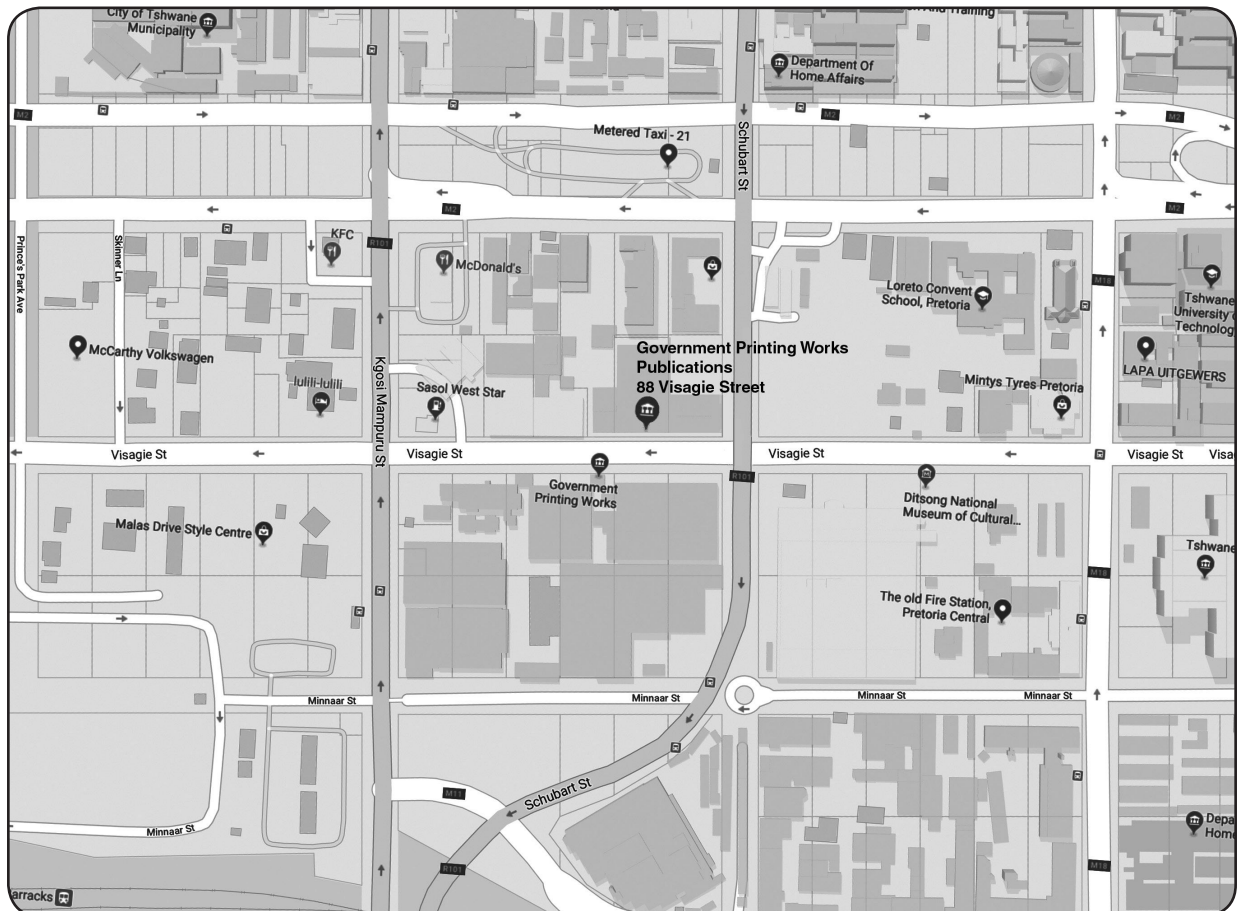 City of Tshwane
Municipality
And Training
Department Of
Home Affairs
M2
M2
M2
Metered Taxi - 21
Schubart St
M2
M2
KFC
R101
Prince's Park Ave
Skinner Ln
McDonald's
Loreto Convent
School, Pretoria
M18
Tshwane
University
Technolog
McCarthy Volkswagen
Government Printing Works
Publications
88 Visagie Street
LAPA UITGEWERS
lulili-lulili
Sasol West Star
Mintys Tyres Pretoria
Kgosi Mampuru St
Visagie St
Visagie St
Visagie St
Visagie St
Visa
R101
Government
Printing Works
Ditsong National
Museum of Cultural...
Malas Drive Style Centre
Tshwane
M18
The old Fire Station,
Pretoria Central
Minnaar St
Minnaar St
Minnaar St
Minnaar St
M11
Schubart St
Minnaar St
Depa
Home
R101
M18
arracks